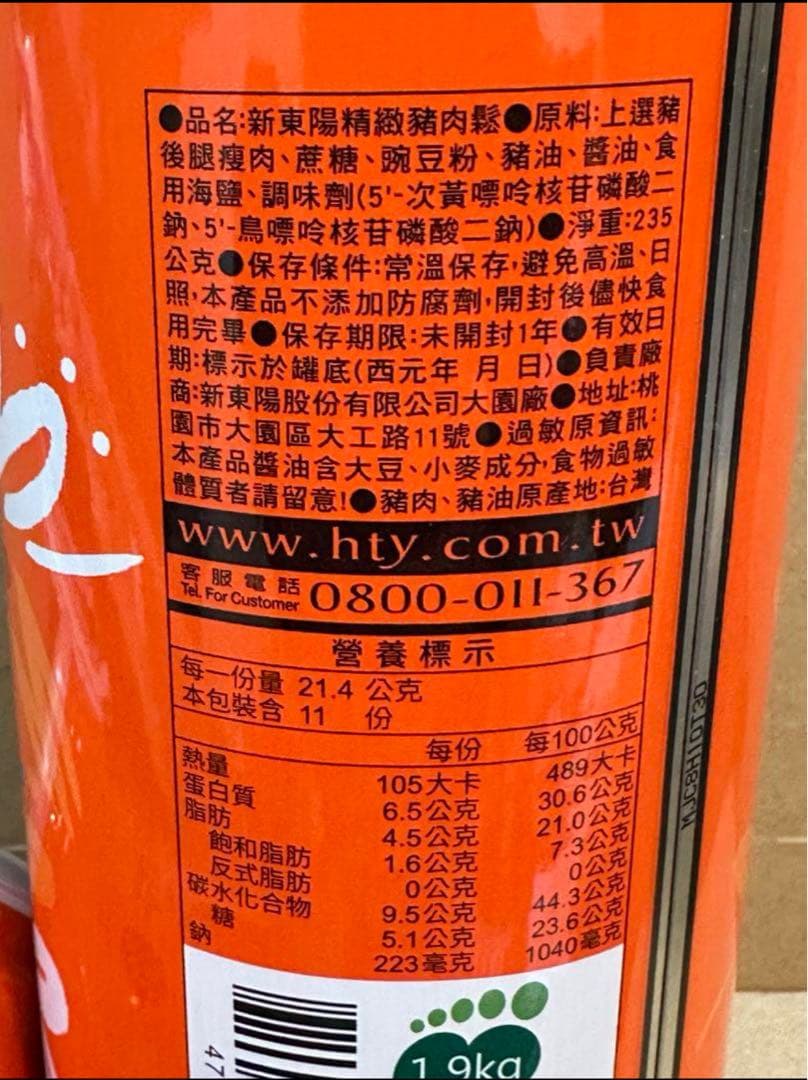 ●品名:新東陽精緻豬肉鬆●原料:上選豬
後腿瘦肉、蔗糖、豌豆粉、豬油、醬油、食
用海鹽、調味劑(5'-次黃嘌呤核苷磷酸二
鈉、5'-鳥嘌呤核苷磷酸二鈉)●淨重:235
公克●保存條件:常溫保存,避免高溫、日
照,本產品不添加防腐劑,開封後儘快食
用完畢●保存期限:未開封1年●有效日
期:標示於罐底(西元年 月 日)●負責廠
商:新東陽股份有限公司大園廠●地址:桃
園市大園區大工路11號●過敏原資訊:
本產品醬油含大豆、小麥成分,食物過敏
體質者請留意!●豬肉、豬油原產地:台灣
www.hty.com.tw
客服電話
Tel. For Customer 0800-011-367
營養標示
每一份量 21.4 公克
本包裝含 11 份
每份 每100公克
熱量 105大卡 489大卡
蛋白質 6.5公克 30.6公克
脂肪 4.5公克 21.0公克
飽和脂肪 1.6公克 7.3公克
反式脂肪 0公克 0公克
碳水化合物 9.5公克 44.3公克
糖 5.1公克 23.6公克
鈉 223毫克 1040毫克
47
1.9kg